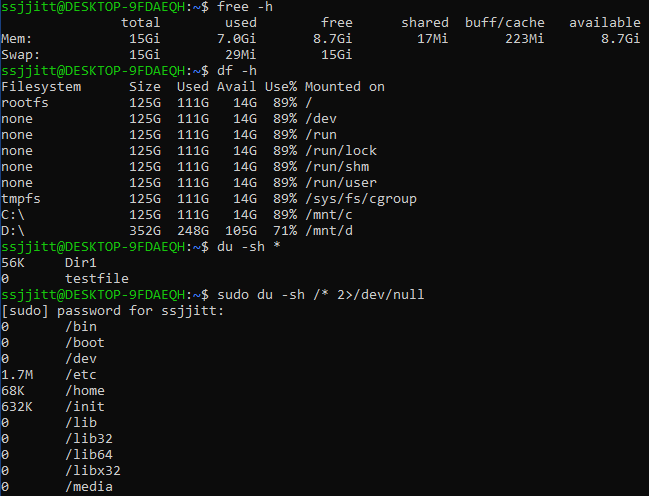 ssjjitt@DESKTOP-9FDAEQH:~$ free -h
              total        used        free      shared  buff/cache   available
Mem:           15Gi       7.0Gi       8.7Gi        17Mi       223Mi       8.7Gi
Swap:          15Gi        29Mi        15Gi
ssjjitt@DESKTOP-9FDAEQH:~$ df -h
Filesystem      Size  Used Avail Use% Mounted on
rootfs          125G  111G   14G  89% /
none            125G  111G   14G  89% /dev
none            125G  111G   14G  89% /run
none            125G  111G   14G  89% /run/lock
none            125G  111G   14G  89% /run/shm
none            125G  111G   14G  89% /run/user
tmpfs           125G  111G   14G  89% /sys/fs/cgroup
C:\             125G  111G   14G  89% /mnt/c
D:\             352G  248G  105G  71% /mnt/d
ssjjitt@DESKTOP-9FDAEQH:~$ du -sh *
56K     Dir1
0       testfile
ssjjitt@DESKTOP-9FDAEQH:~$ sudo du -sh /* 2>/dev/null
[sudo] password for ssjjitt:
0       /bin
0       /boot
0       /dev
1.7M    /etc
68K     /home
632K    /init
0       /lib
0       /lib32
0       /lib64
0       /libx32
0       /media